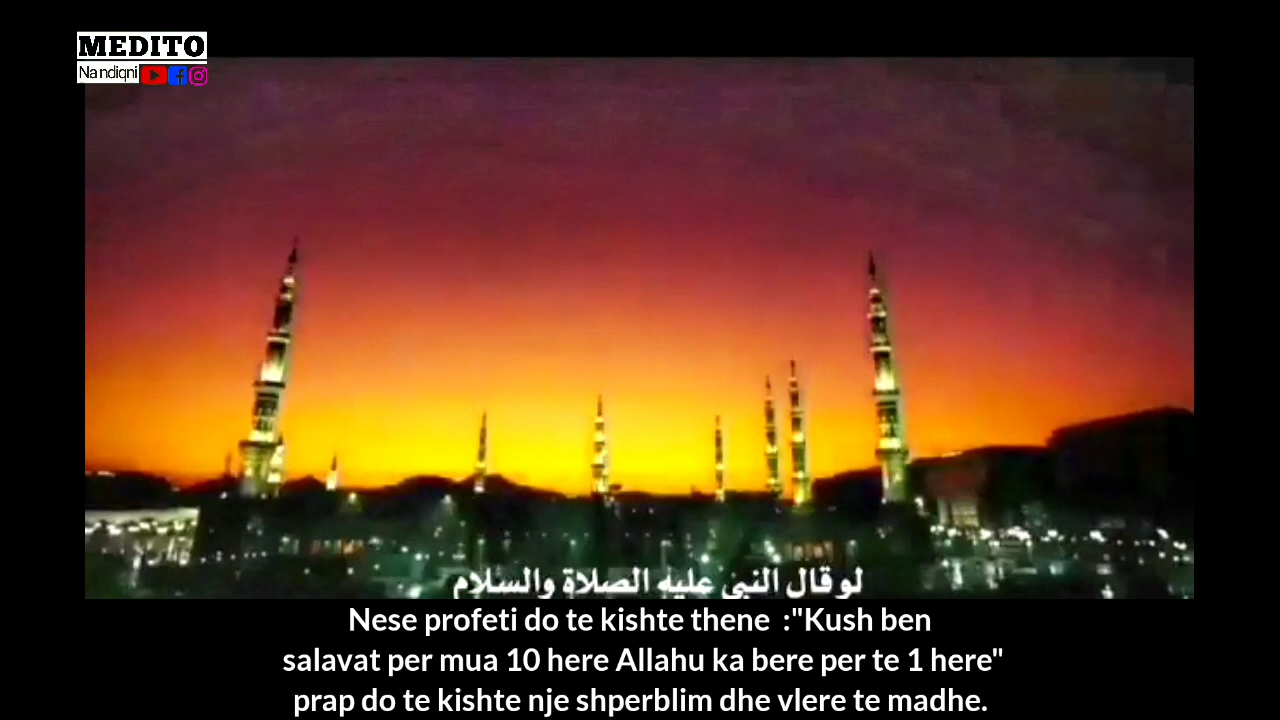 MEDITO
Na ndiqni
لو قال النبي عليه الصلاة والسلام
Nese profeti do te kishte thene :"Kush ben
salavat per mua 10 here Allahu ka bere per te 1 here"
prap do te kishte nje shperblim dhe vlere te madhe.